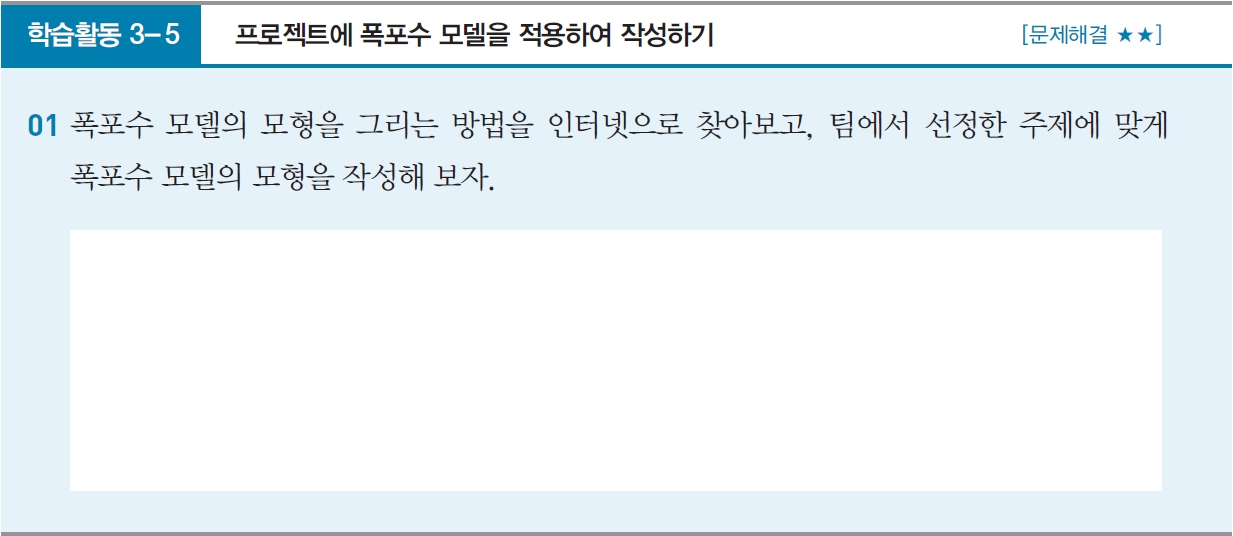 학습활동 3-5 프로젝트에 폭포수 모델을 적용하여 작성하기 [문제해결 ★★]
01 폭포수 모델의 모형을 그리는 방법을 인터넷으로 찾아보고, 팀에서 선정한 주제에 맞게
폭포수 모델의 모형을 작성해 보자.